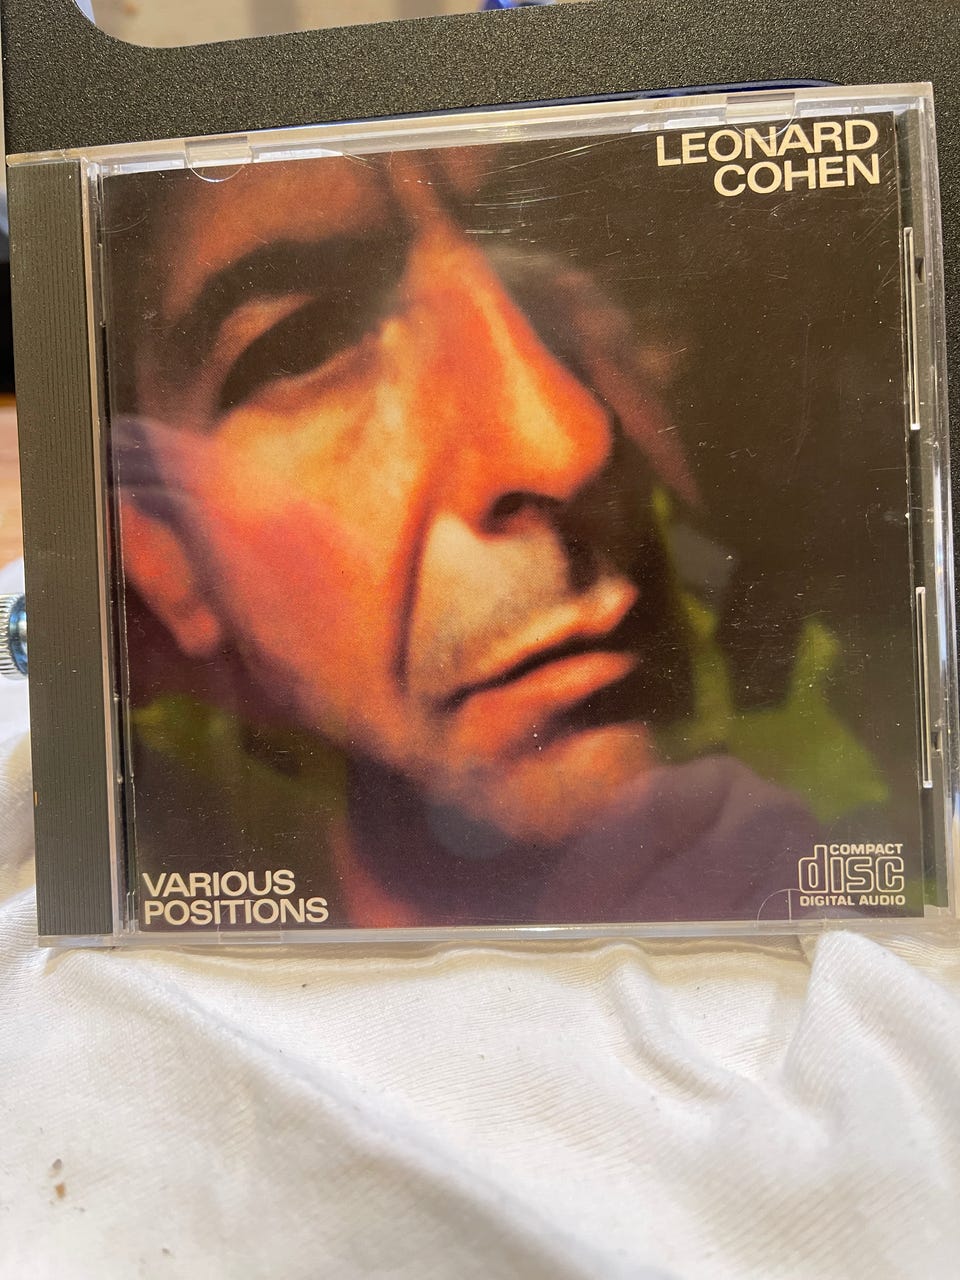 LEONARD
COHEN
VARIOUS
POSITIONS
COMPACT
disc
DIGITAL AUDIO